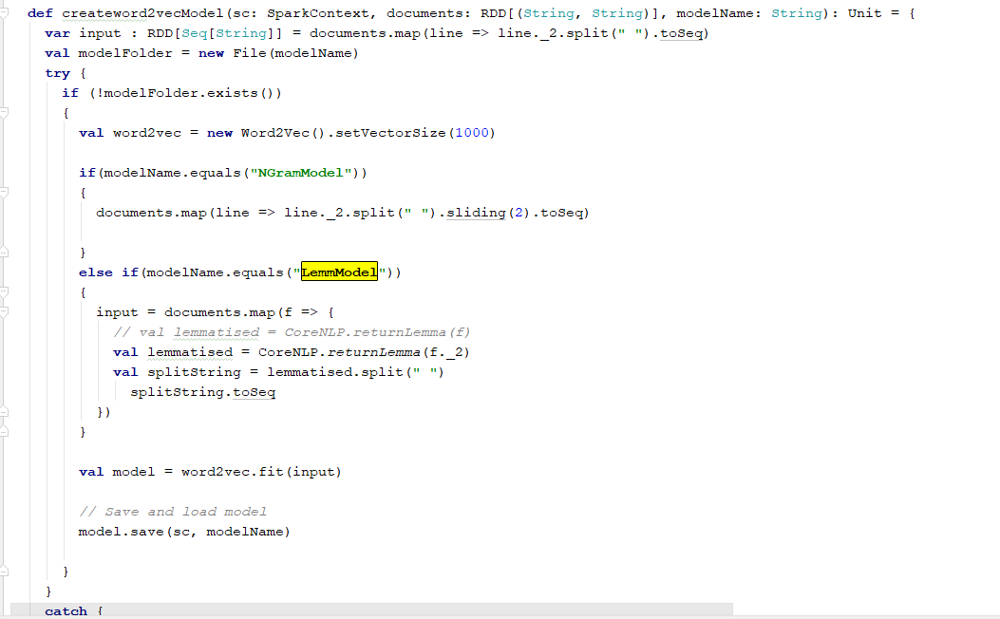 def createword2vecModel(sc: SparkContext, documents: RDD[(String, String)], modelName: String): Unit = {
var input : RDD[Seq[String]] = documents.map(line => line._2.split(" ").toSeq)
val modelFolder = new File(modelName)
try {
if (!modelFolder.exists())
{
val word2vec = new Word2Vec().setVectorSize(1000)
if(modelName.equals("NGramModel"))
{
documents.map(line => line._2.split(" ").sliding(2).toSeq)
}
else if(modelName.equals("LemmModel"))
{
input = documents.map(f => {
// val lemmatised = CoreNLP.returnLemma(f)
val lemmatised = CoreNLP.returnLemma(f._2)
val splitString = lemmatised.split(" ")
splitString.toSeq
})
}
val model = word2vec.fit(input)
// Save and load model
model.save(sc, modelName)
}
}
catch {